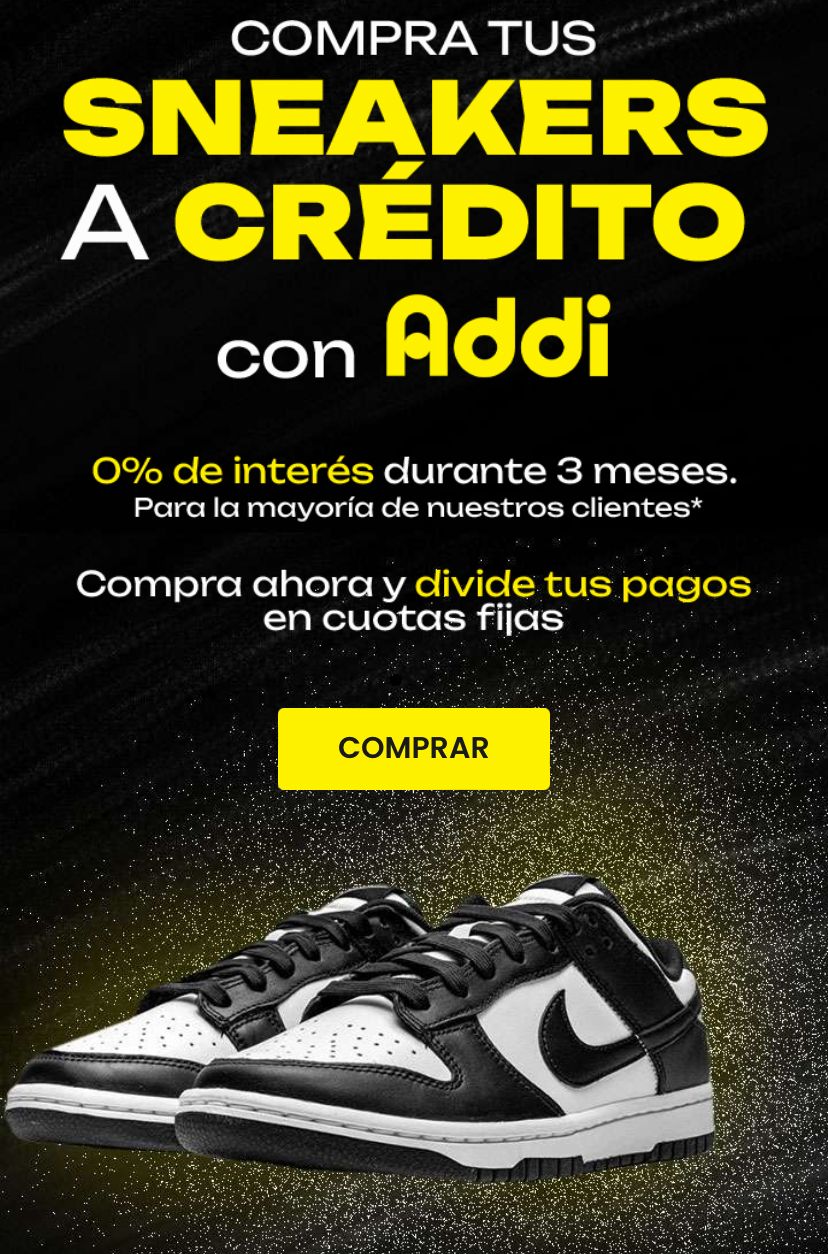 COMPRA TUS
SNEAKERS
A CRÉDITO
con Addi
0% de interés durante 3 meses.
Para la mayoría de nuestros clientes*
Compra ahora y divide tus pagos
en cuotas fijas
COMPRAR